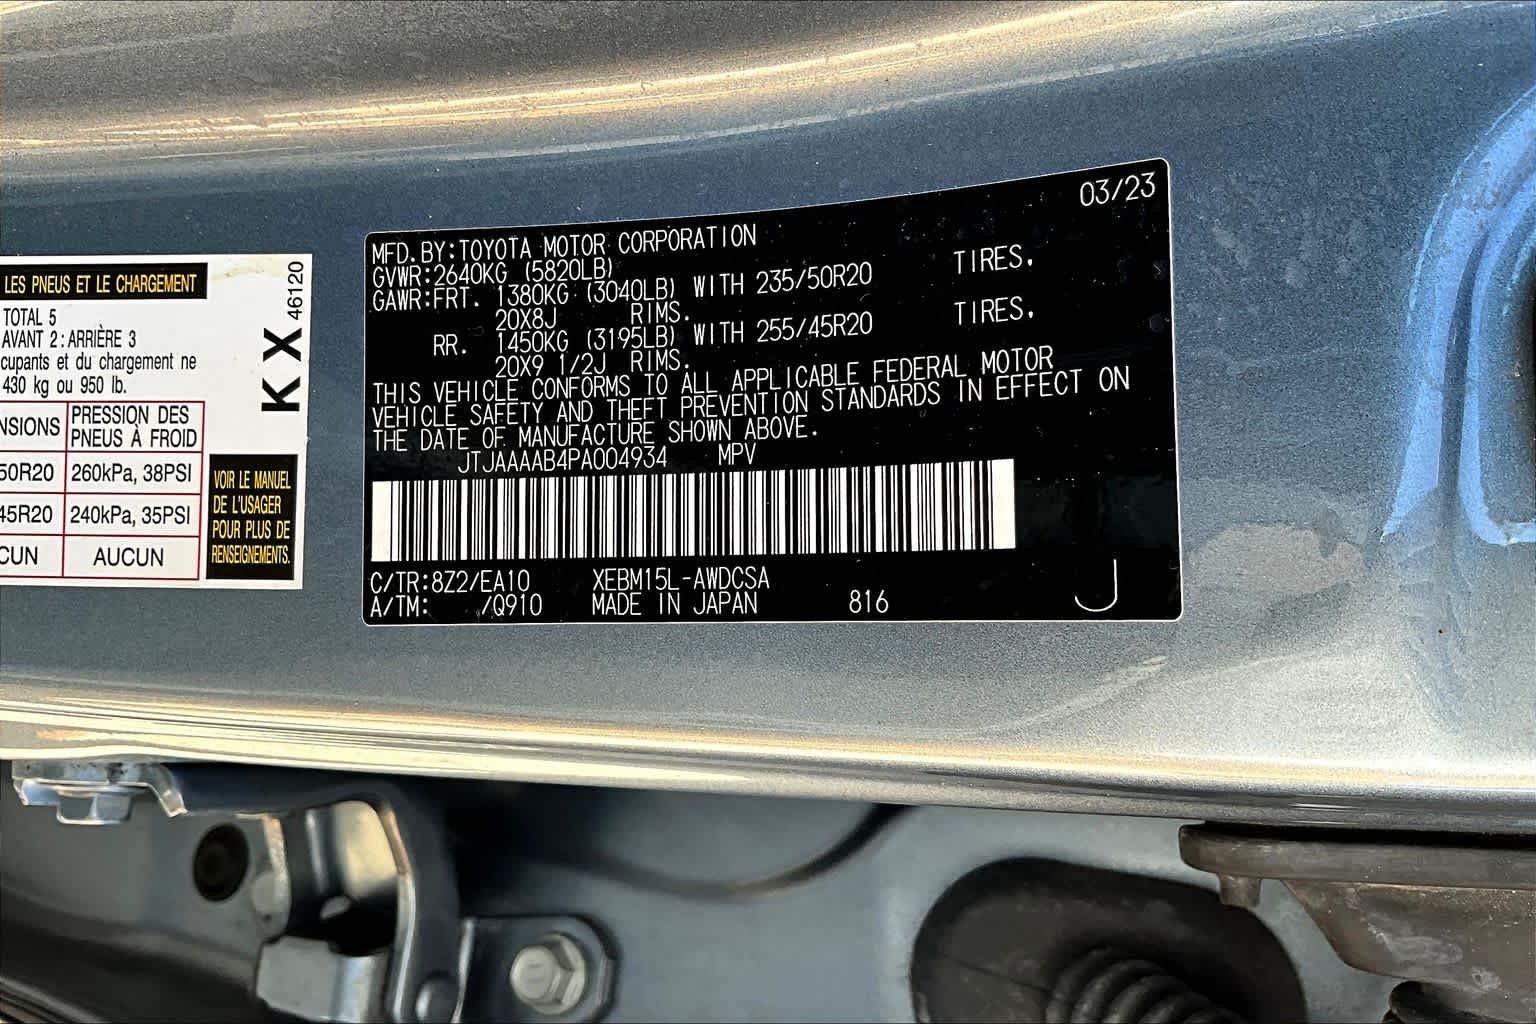 LES PNEUS ET LE CHARGEMENT
TOTAL 5
AVANT 2 : ARRIÈRE 3
cupants et du chargement ne
430 kg ou 950 lb.
NSIONS PRESSION DES PNEUS À FROID
50R20 260kPa, 38PSI
45R20 240kPa, 35PSI
CUN AUCUN
KX 46120
VOIR LE MANUEL
DE L'USAGER
POUR PLUS DE
RENSEIGNEMENTS.
03/23
MFD.BY:TOYOTA MOTOR CORPORATION
GVWR:2640KG (5820LB)
GAWR:FRT. 1380KG (3040LB) WITH 235/50R20 TIRES,
20X8J RIMS.
RR. 1450KG (3195LB) WITH 255/45R20 TIRES,
20X9 1/2J RIMS.
THIS VEHICLE CONFORMS TO ALL APPLICABLE FEDERAL MOTOR
VEHICLE SAFETY AND THEFT PREVENTION STANDARDS IN EFFECT ON
THE DATE OF MANUFACTURE SHOWN ABOVE.
JTJAAAAB4PA004934 MPV
C/TR:8Z2/EA10 XEBM15L-AWDCSA
A/TM: /Q910 MADE IN JAPAN 816 J